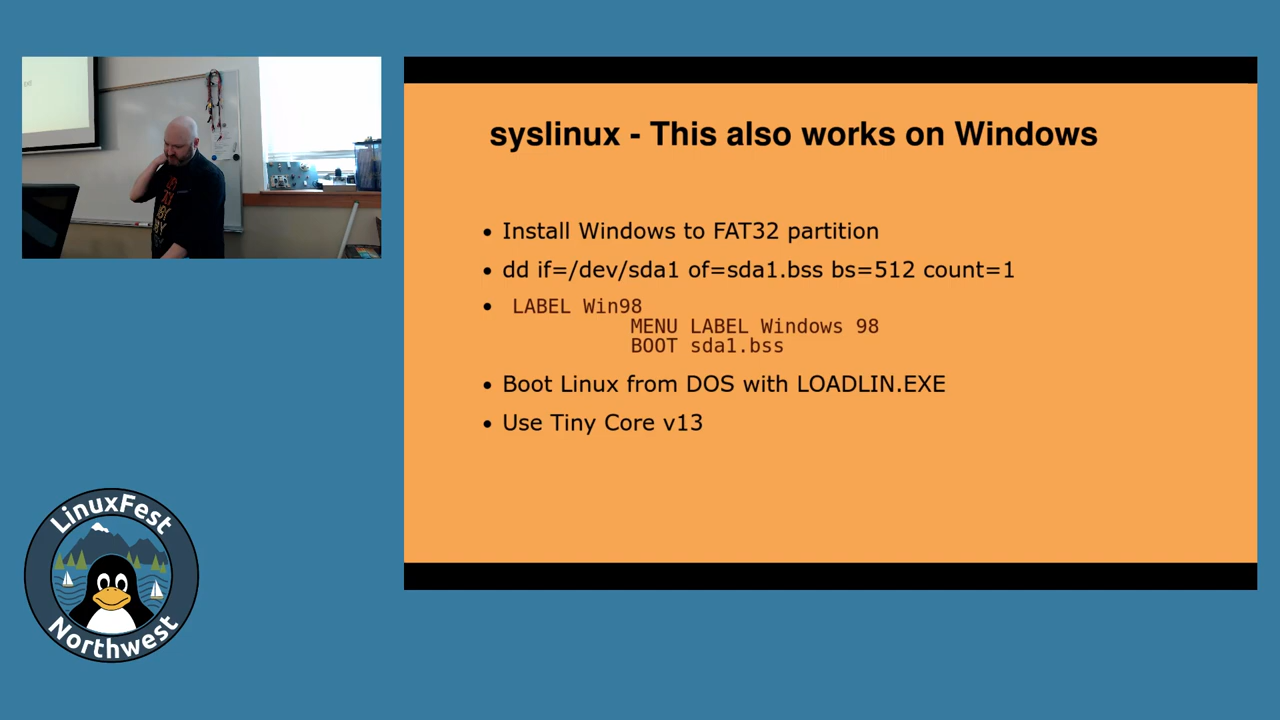 syslinux - This also works on Windows
• Install Windows to FAT32 partition
• dd if=/dev/sda1 of=sda1.bss bs=512 count=1
• LABEL Win98
MENU LABEL Windows 98
BOOT sda1.bss
• Boot Linux from DOS with LOADLIN.EXE
• Use Tiny Core v13
LinuxFest
Northwest